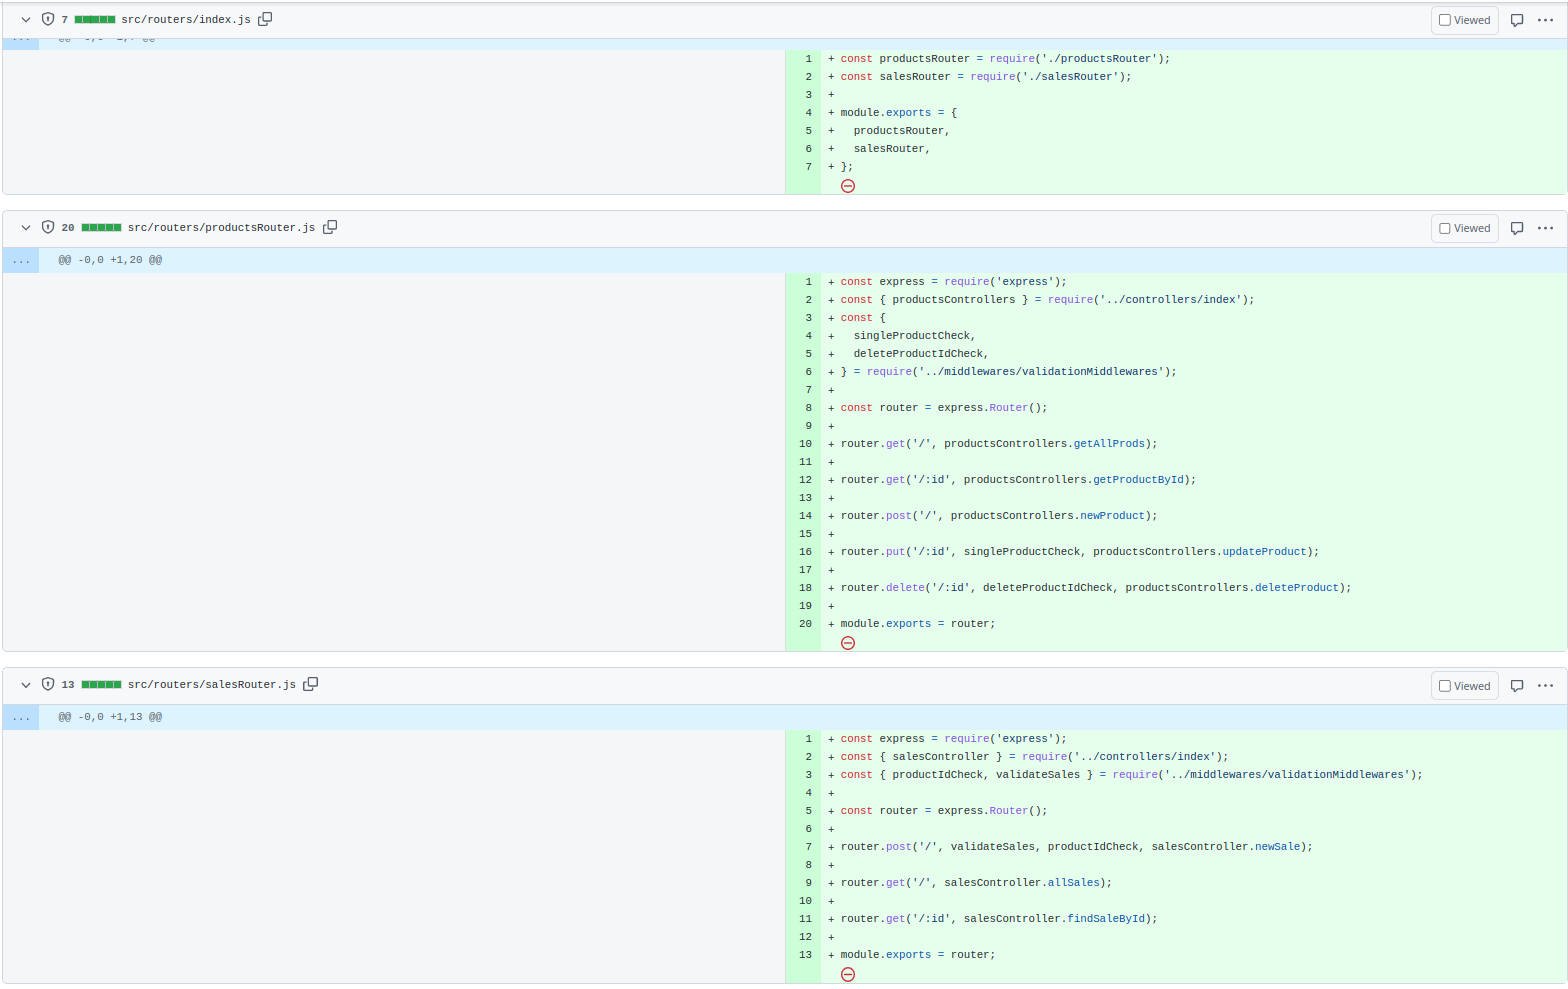 7 src/routers/index.js Viewed ...
1 + const productsRouter = require('./productsRouter');
2 + const salesRouter = require('./salesRouter');
3 +
4 + module.exports = {
5 +   productsRouter,
6 +   salesRouter,
7 + };
20 src/routers/productsRouter.js Viewed ...
... @@ -0,0 +1,20 @@
1 + const express = require('express');
2 + const { productsControllers } = require('../controllers/index');
3 + const {
4 +   singleProductCheck,
5 +   deleteProductIdCheck,
6 + } = require('../middlewares/validationMiddlewares');
7 +
8 + const router = express.Router();
9 +
10 + router.get('/', productsControllers.getAllProds);
11 +
12 + router.get('/:id', productsControllers.getProductById);
13 +
14 + router.post('/', productsControllers.newProduct);
15 +
16 + router.put('/:id', singleProductCheck, productsControllers.updateProduct);
17 +
18 + router.delete('/:id', deleteProductIdCheck, productsControllers.deleteProduct);
19 +
20 + module.exports = router;
13 src/routers/salesRouter.js Viewed ...
... @@ -0,0 +1,13 @@
1 + const express = require('express');
2 + const { salesController } = require('../controllers/index');
3 + const { productIdCheck, validateSales } = require('../middlewares/validationMiddlewares');
4 +
5 + const router = express.Router();
6 +
7 + router.post('/', validateSales, productIdCheck, salesController.newSale);
8 +
9 + router.get('/', salesController.allSales);
10 +
11 + router.get('/:id', salesController.findSaleById);
12 +
13 + module.exports = router;